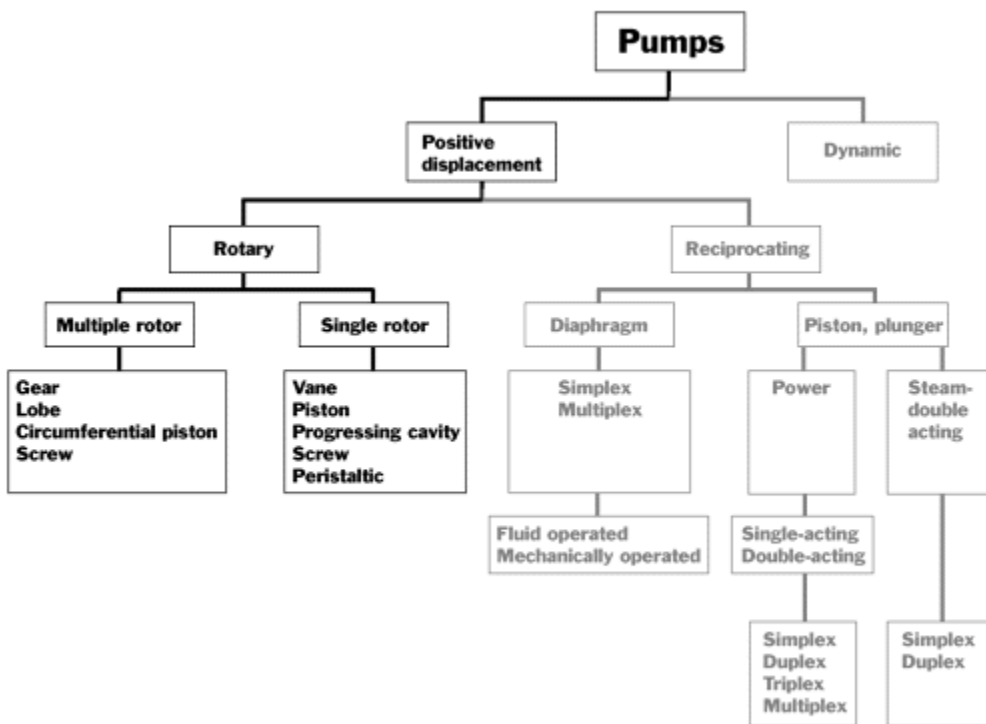 Pumps
Positive
displacement
Dynamic
Rotary
Reciprocating
Multiple rotor
Single rotor
Diaphragm
Piston, plunger
Gear
Lobe
Circumferential piston
Screw
Vane
Piston
Progressing cavity
Screw
Peristaltic
Simplex
Multiplex
Power
Steam-
double
acting
Fluid operated
Mechanically operated
Single-acting
Double-acting
Simplex
Duplex
Triplex
Multiplex
Simplex
Duplex